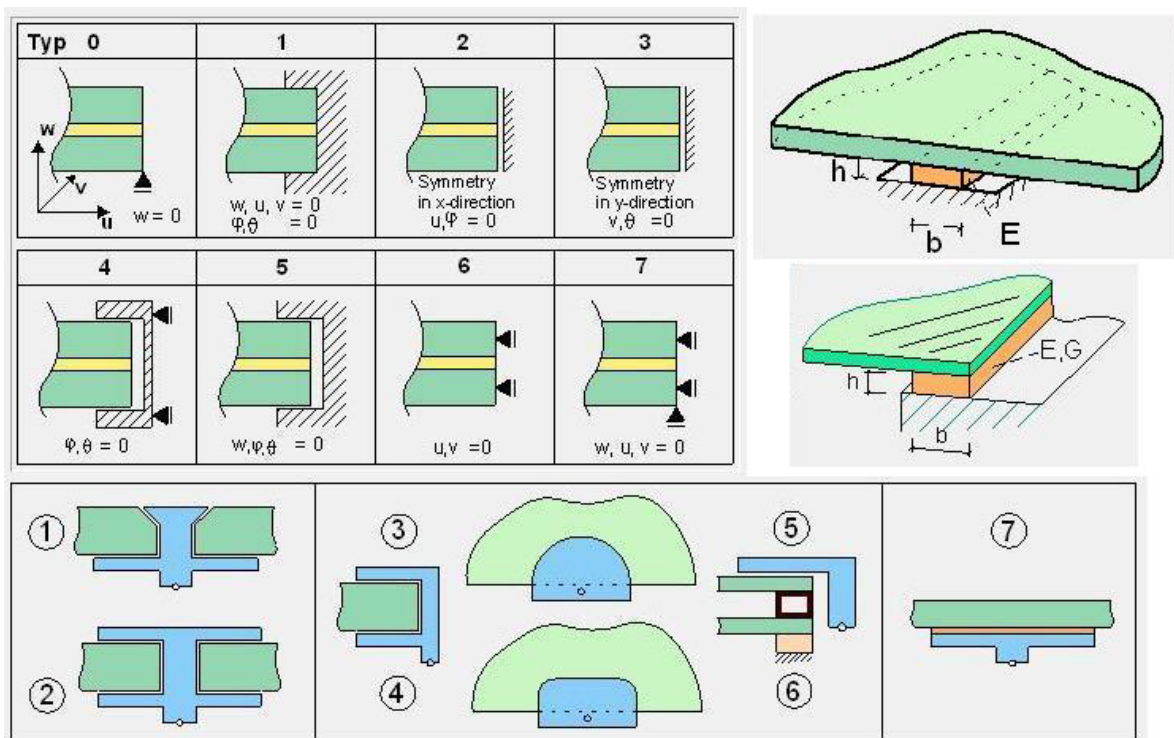 Typ 0 1 2 3
w
v
u
w = 0
w, u, v = 0
φ,ϑ = 0
Symmetry
in x-direction
u,φ = 0
Symmetry
in y-direction
v,ϑ =0
4 5 6 7
φ,ϑ = 0
w,φ,ϑ = 0
u,v =0
w, u, v = 0
h
b
E
E,G
h
b
1
2
3
4
5
6
7